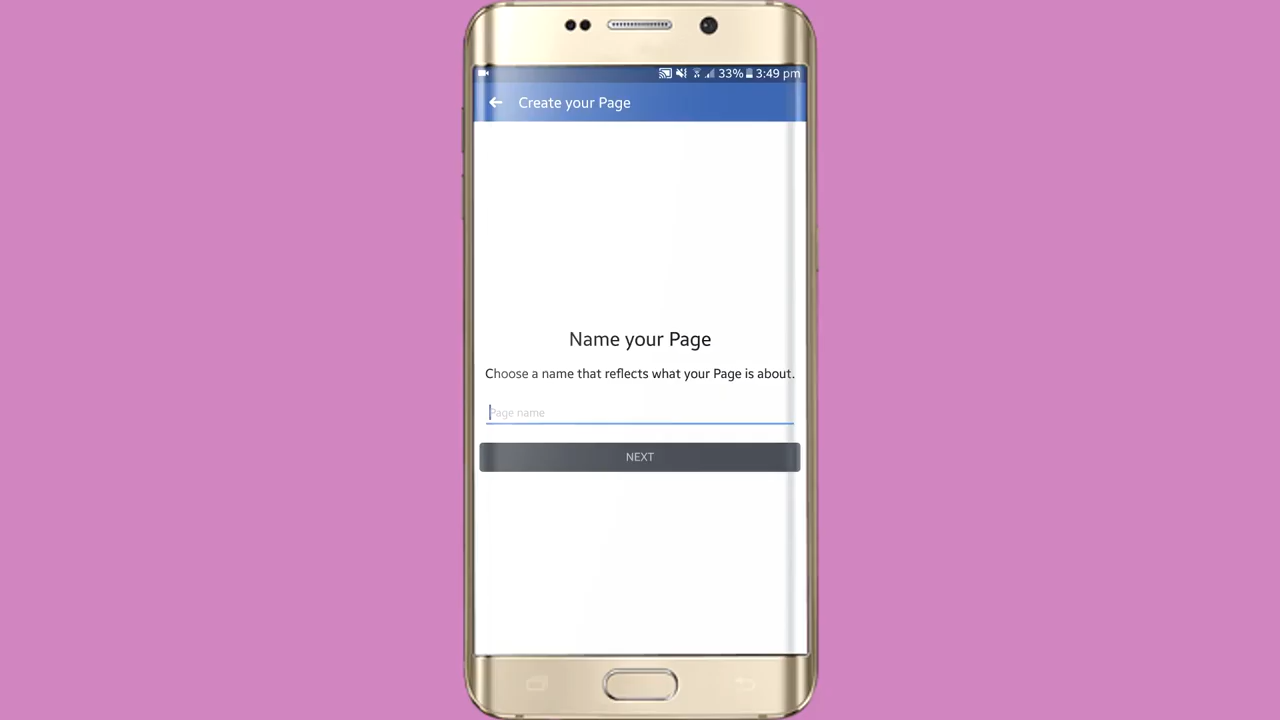 33% 3:49 pm
Create your Page
Name your Page
Choose a name that reflects what your Page is about.
Page name
NEXT